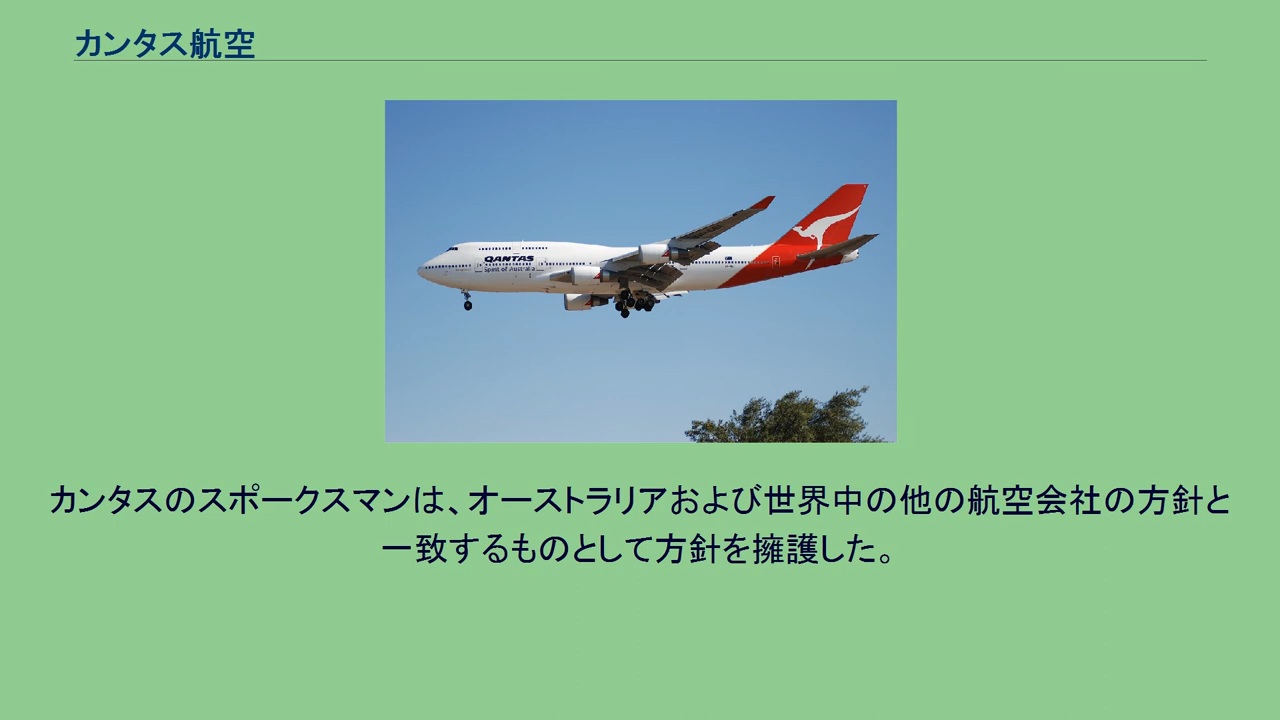 カンタス航空
QANTAS
Spirit of Australia
カンタスのスポークスマンは、オーストラリアおよび世界中の他の航空会社の方針と
一致するものとして方針を擁護した。